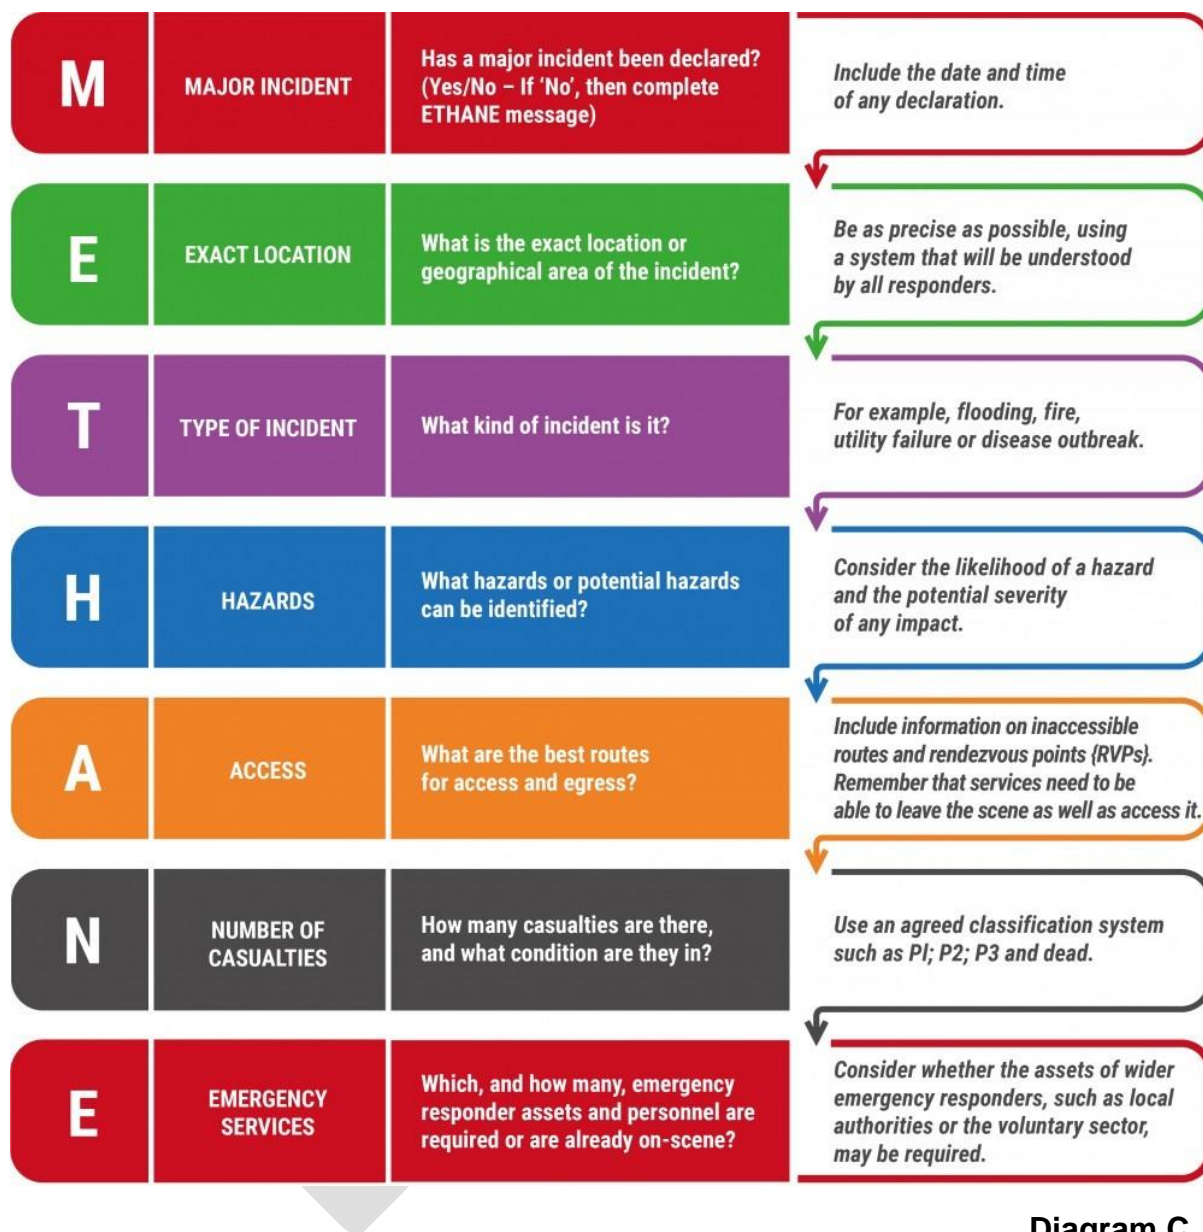 M
MAJOR INCIDENT
Has a major incident been declared?
(Yes/No – If ‘No’, then complete
ETHANE message)
Include the date and time
of any declaration.
E
EXACT LOCATION
What is the exact location or
geographical area of the incident?
Be as precise as possible, using
a system that will be understood
by all responders.
T
TYPE OF INCIDENT
What kind of incident is it?
For example, flooding, fire,
utility failure or disease outbreak.
H
HAZARDS
What hazards or potential hazards
can be identified?
Consider the likelihood of a hazard
and the potential severity
of any impact.
A
ACCESS
What are the best routes
for access and egress?
Include information on inaccessible
routes and rendezvous points {RVPs}.
Remember that services need to be
able to leave the scene as well as access it.
N
NUMBER OF
CASUALTIES
How many casualties are there,
and what condition are they in?
Use an agreed classification system
such as Pl; P2; P3 and dead.
E
EMERGENCY
SERVICES
Which, and how many, emergency
responder assets and personnel are
required or are already on-scene?
Consider whether the assets of wider
emergency responders, such as local
authorities or the voluntary sector,
may be required.
Diagram C